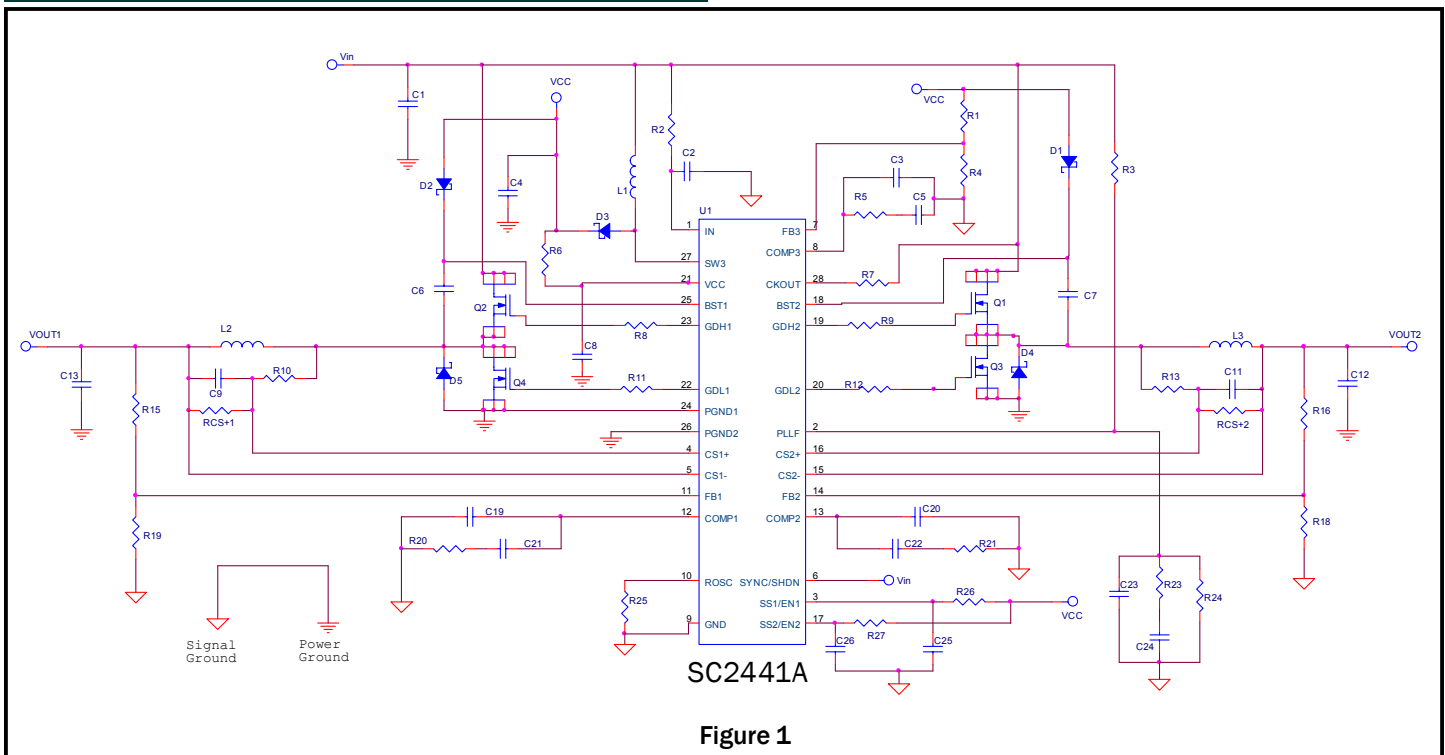 Vin
C1
VCC
D2
C4
R6
D3
L1
R2
C2
VCC
R1
C3
R5
C5
R4
D1
R3
U1
1
IN
27
SW3
21
VCC
25
BST1
23
GDH1
22
GDL1
24
PGND1
26
PGND2
4
CS1+
5
CS1-
11
FB1
12
COMP1
10
ROSC
9
GND
FB3
7
COMP3
8
CKOUT
28
BST2
18
GDH2
19
GDL2
20
PLLF
2
CS2+
16
CS2-
15
FB2
14
COMP2
13
SYNC/SHDN
6
SS1/EN1
3
SS2/EN2
17
C6
Q2
R8
C8
VOUT1
L2
C13
C9
R10
RCS+1
R15
D5
Q4
R11
R7
R9
Q1
C7
R12
Q3
D4
L3
VOUT2
R13
C11
RCS+2
C12
R16
R19
C19
R20
C21
C20
C22
R21
R18
Vin
R26
VCC
R27
C26
C25
R25
C23
R23
R24
C24
Signal
Ground
Power
Ground
SC2441A
Figure 1